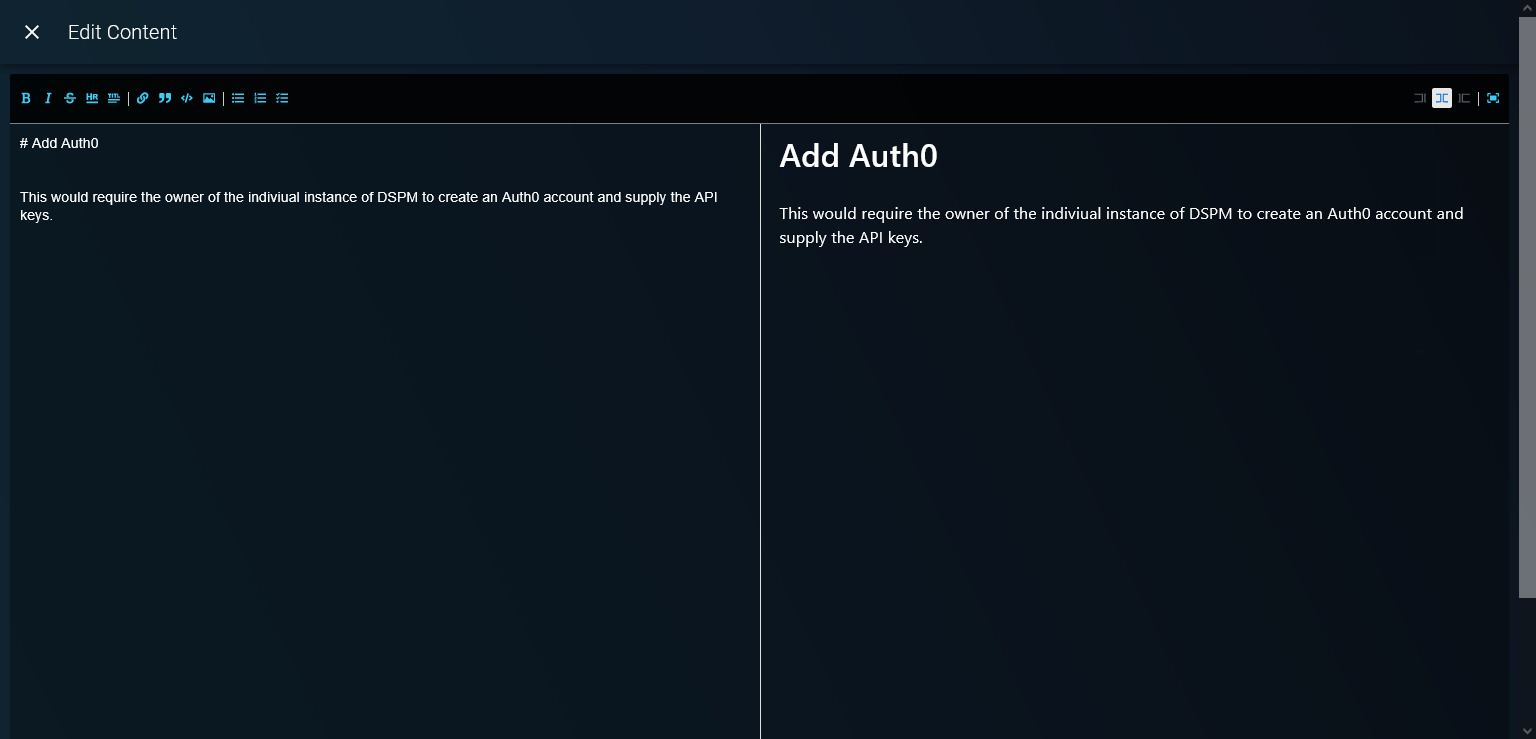 Edit Content
# Add Auth0
This would require the owner of the indiviual instance of DSPM to create an Auth0 account and supply the API
keys.
Add Auth0
This would require the owner of the indiviual instance of DSPM to create an Auth0 account and
supply the API keys.